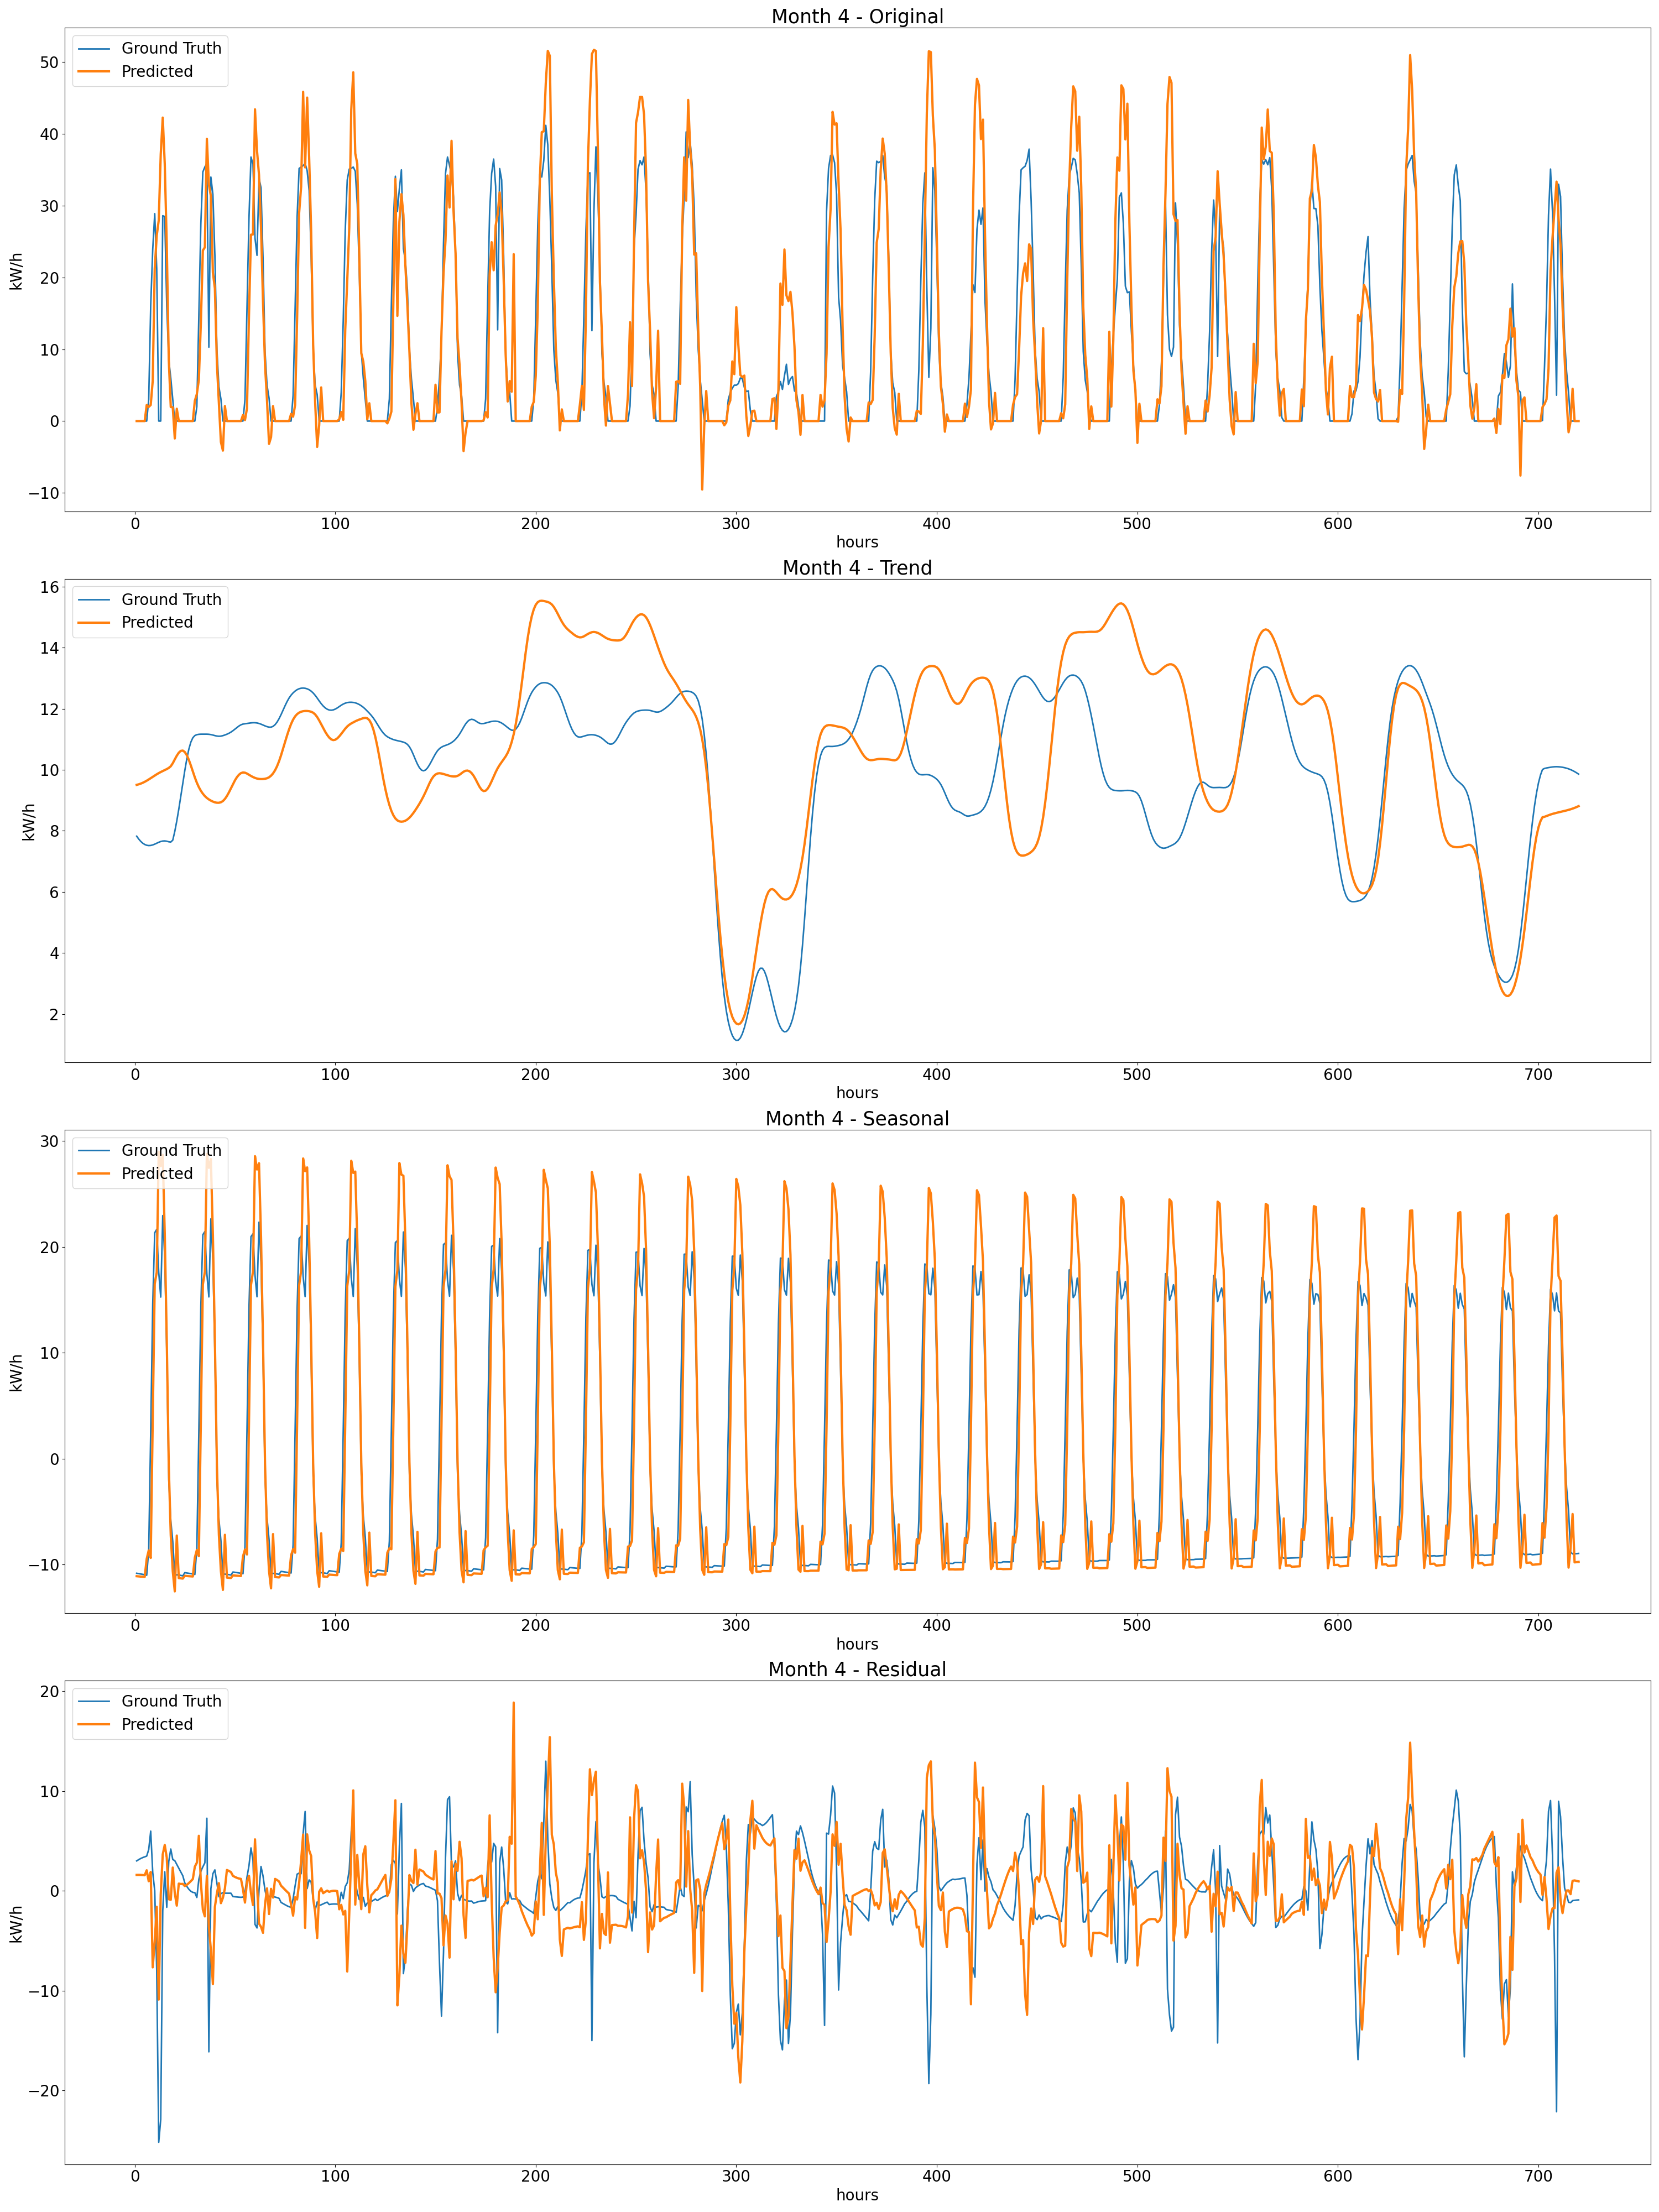 Month 4 - Original
Ground Truth
Predicted
50
40
30
20
10
0
−10
kW/h
0 100 200 300 400 500 600 700
hours
Month 4 - Trend
Ground Truth
Predicted
16
14
12
10
8
6
4
2
kW/h
0 100 200 300 400 500 600 700
hours
Month 4 - Seasonal
Ground Truth
Predicted
30
20
10
0
−10
kW/h
0 100 200 300 400 500 600 700
hours
Month 4 - Residual
Ground Truth
Predicted
20
10
0
−10
−20
kW/h
0 100 200 300 400 500 600 700
hours